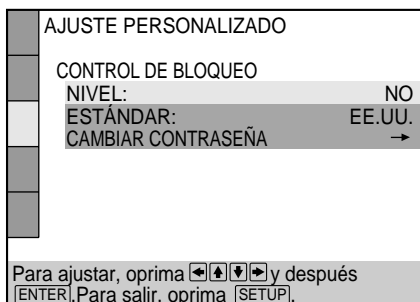 AJUSTE PERSONALIZADO
CONTROL DE BLOQUEO
NIVEL: NO
ESTÁNDAR: EE.UU.
CAMBIAR CONTRASEÑA →
Para ajustar, oprima ←↑↓→ y después
ENTER.Para salir, oprima SETUP.